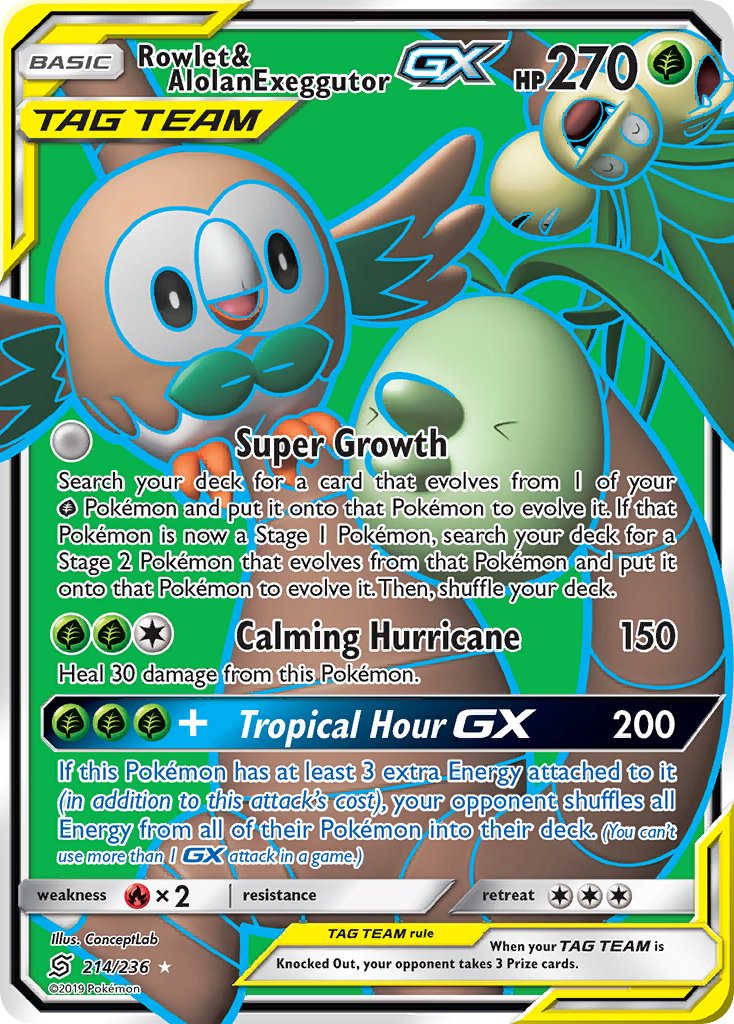 BASIC
Rowlet&
AlolanExeggutor GX HP270
TAG TEAM
Super Growth
Search your deck for a card that evolves from 1 of your
Pokémon and put it onto that Pokémon to evolve it. If that
Pokémon is now a Stage 1 Pokémon, search your deck for a
Stage 2 Pokémon that evolves from that Pokémon and put it
onto that Pokémon to evolve it. Then, shuffle your deck.
Calming Hurricane 150
Heal 30 damage from this Pokémon.
+ Tropical Hour GX 200
If this Pokémon has at least 3 extra Energy attached to it
(in addition to this attack's cost), your opponent shuffles all
Energy from all of their Pokémon into their deck. (You can't
use more than 1 GX attack in a game.)
weakness ×2 resistance retreat
Illus. ConceptLab
TAG TEAM rule
When your TAG TEAM is
Knocked Out, your opponent takes 3 Prize cards.
214/236
©2019 Pokémon